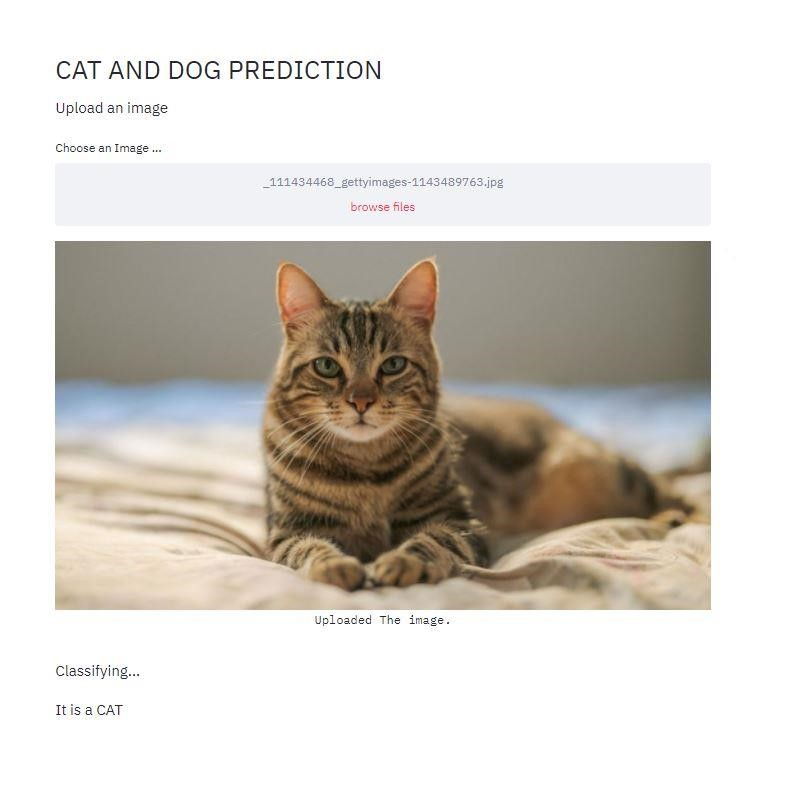 CAT AND DOG PREDICTION
Upload an image
Choose an Image ...
_111434468_gettyimages-1143489763.jpg
browse files
Uploaded The image.
Classifying...
It is a CAT